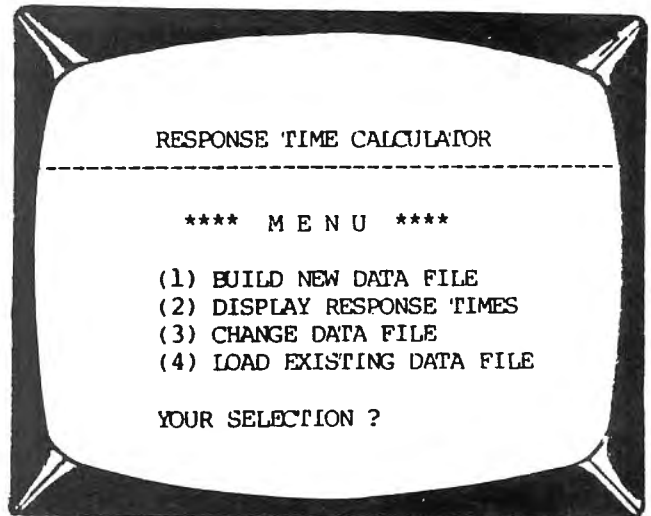 RESPONSE TIME CALCULATOR
------------------------------------------------
**** M E N U ****
(1) BUILD NEW DATA FILE
(2) DISPLAY RESPONSE TIMES
(3) CHANGE DATA FILE
(4) LOAD EXISTING DATA FILE
YOUR SELECTION ?